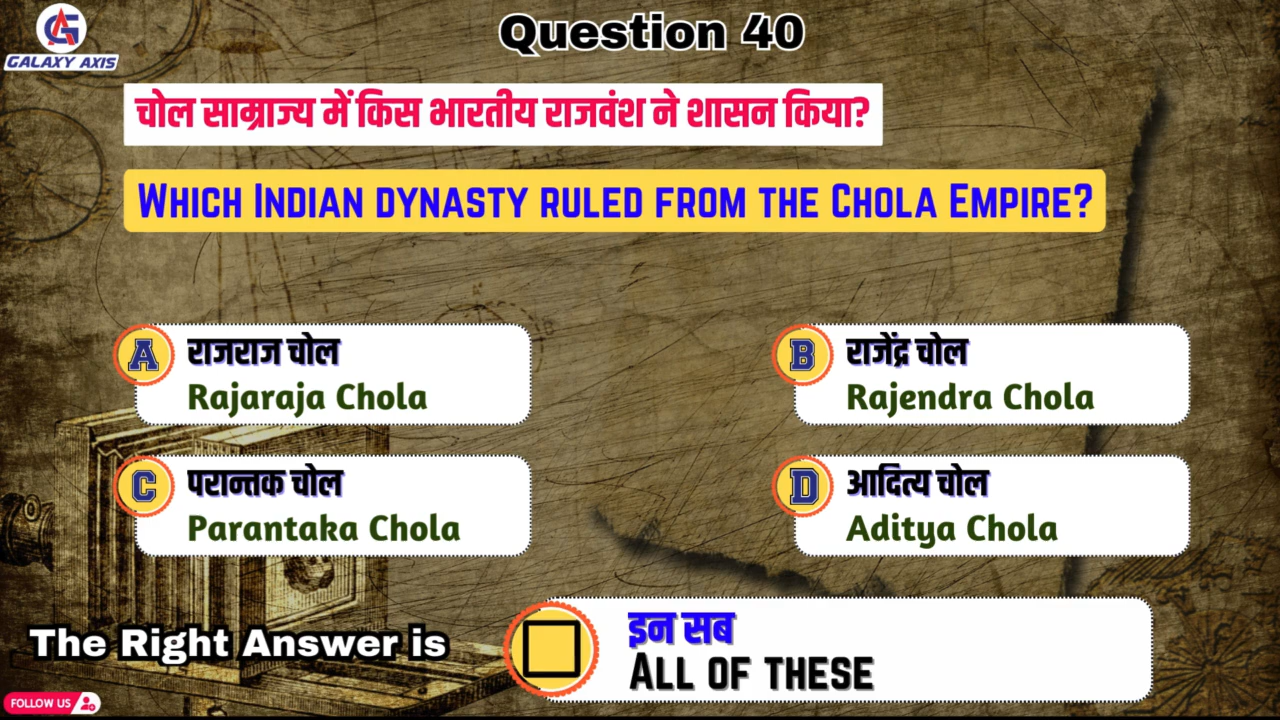 GALAXY AXIS
Question 40
चोल साम्राज्य में किस भारतीय राजवंश ने शासन किया?
Which Indian dynasty ruled from the Chola Empire?
A
राजराज चोल
Rajaraja Chola
B
राजेंद्र चोल
Rajendra Chola
C
परान्तक चोल
Parantaka Chola
D
आदित्य चोल
Aditya Chola
The Right Answer is
इन सब
All of these
FOLLOW US